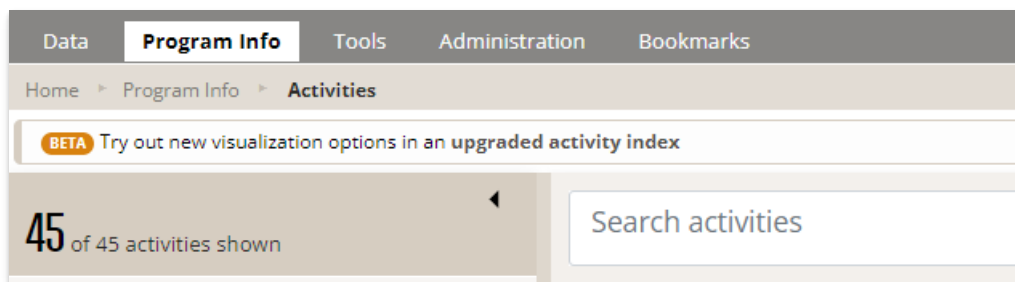 Data Program Info Tools Administration Bookmarks
Home ▸ Program Info ▸ Activities
BETA Try out new visualization options in an upgraded activity index
45 of 45 activities shown
Search activities